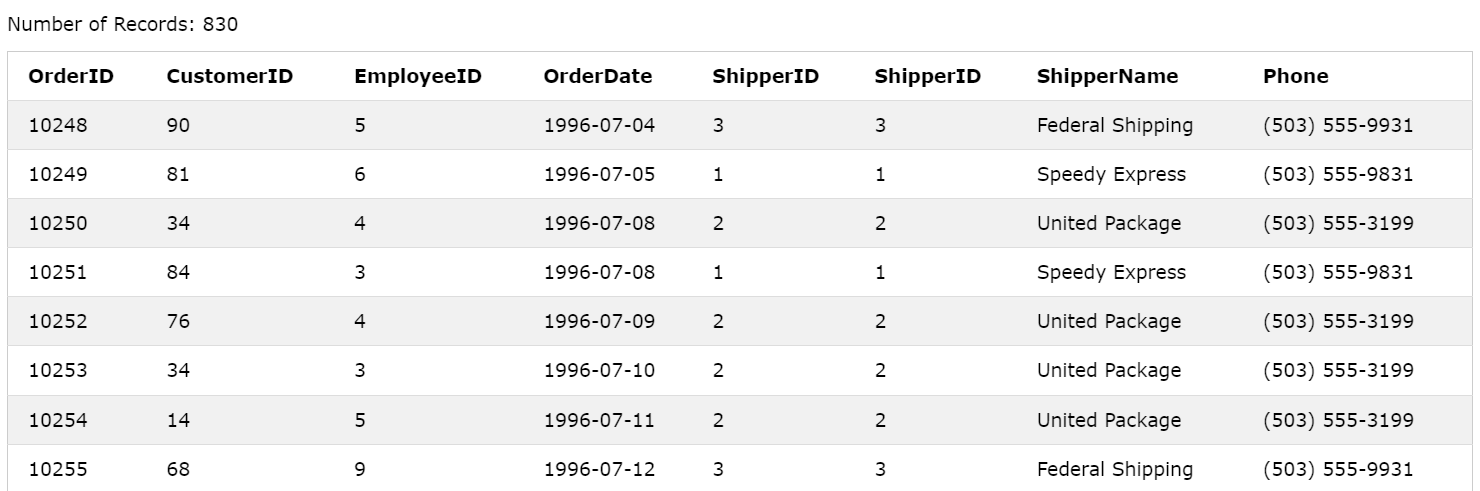 Number of Records: 830
OrderID CustomerID EmployeeID OrderDate ShipperID ShipperID ShipperName Phone
10248 90 5 1996-07-04 3 3 Federal Shipping (503) 555-9931
10249 81 6 1996-07-05 1 1 Speedy Express (503) 555-9831
10250 34 4 1996-07-08 2 2 United Package (503) 555-3199
10251 84 3 1996-07-08 1 1 Speedy Express (503) 555-9831
10252 76 4 1996-07-09 2 2 United Package (503) 555-3199
10253 34 3 1996-07-10 2 2 United Package (503) 555-3199
10254 14 5 1996-07-11 2 2 United Package (503) 555-3199
10255 68 9 1996-07-12 3 3 Federal Shipping (503) 555-9931